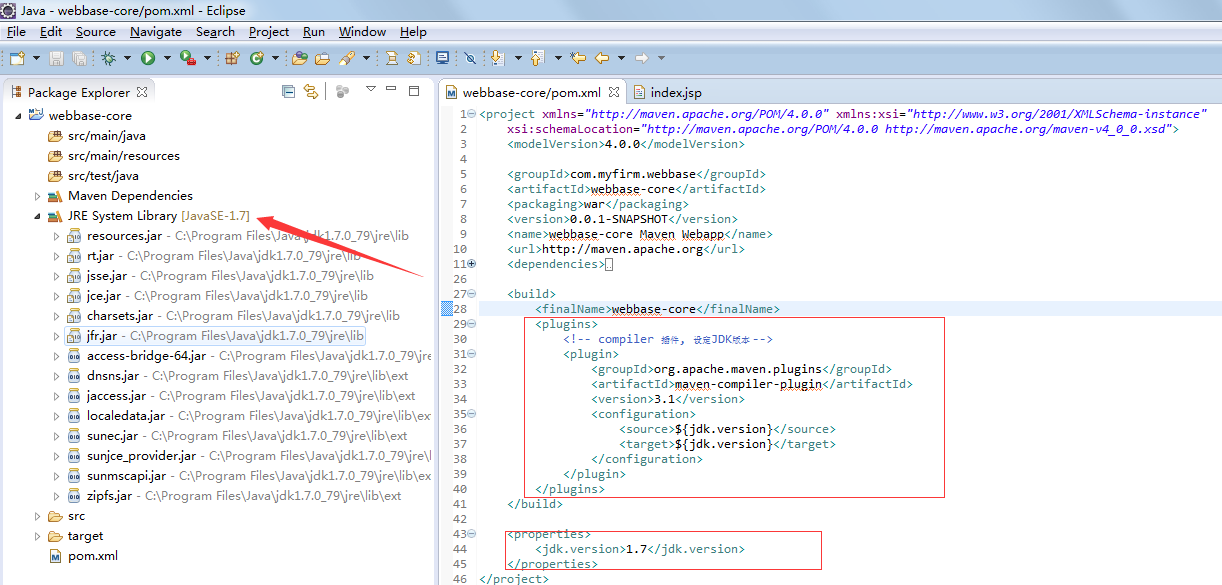 Java - webbase-core/pom.xml - Eclipse
File Edit Source Navigate Search Project Run Window Help
Package Explorer
webbase-core
src/main/java
src/main/resources
src/test/java
Maven Dependencies
JRE System Library [JavaSE-1.7]
resources.jar - C:\Program Files\Java\jdk1.7.0_79\jre\lib
rt.jar - C:\Program Files\Java\jdk1.7.0_79\jre\lib
jsse.jar - C:\Program Files\Java\jdk1.7.0_79\jre\lib
jce.jar - C:\Program Files\Java\jdk1.7.0_79\jre\lib
charsets.jar - C:\Program Files\Java\jdk1.7.0_79\jre\lib
jfr.jar - C:\Program Files\Java\jdk1.7.0_79\jre\lib
access-bridge-64.jar - C:\Program Files\Java\jdk1.7.0_79\jre
dnsns.jar - C:\Program Files\Java\jdk1.7.0_79\jre\lib\ext
jaccess.jar - C:\Program Files\Java\jdk1.7.0_79\jre\lib\ext
localedata.jar - C:\Program Files\Java\jdk1.7.0_79\jre\lib\ex
sunec.jar - C:\Program Files\Java\jdk1.7.0_79\jre\lib\ext
sunjce_provider.jar - C:\Program Files\Java\jdk1.7.0_79\jre\l
sunmscapi.jar - C:\Program Files\Java\jdk1.7.0_79\jre\lib\ex
zipfs.jar - C:\Program Files\Java\jdk1.7.0_79\jre\lib\ext
src
target
pom.xml
webbase-core/pom.xml index.jsp
1 <project xmlns="http://maven.apache.org/POM/4.0.0" xmlns:xsi="http://www.w3.org/2001/XMLSchema-instance"
2 xsi:schemaLocation="http://maven.apache.org/POM/4.0.0 http://maven.apache.org/maven-v4_0_0.xsd">
3 <modelVersion>4.0.0</modelVersion>
4
5 <groupId>com.myfirm.webbase</groupId>
6 <artifactId>webbase-core</artifactId>
7 <packaging>war</packaging>
8 <version>0.0.1-SNAPSHOT</version>
9 <name>webbase-core Maven Webapp</name>
10 <url>http://maven.apache.org</url>
11 <dependencies>
26
27 <build>
28 <finalName>webbase-core</finalName>
29 <plugins>
30 <!-- compiler 插件, 设定JDK版本 -->
31 <plugin>
32 <groupId>org.apache.maven.plugins</groupId>
33 <artifactId>maven-compiler-plugin</artifactId>
34 <version>3.1</version>
35 <configuration>
36 <source>${jdk.version}</source>
37 <target>${jdk.version}</target>
38 </configuration>
39 </plugin>
40 </plugins>
41 </build>
42
43 <properties>
44 <jdk.version>1.7</jdk.version>
45 </properties>
46 </project>